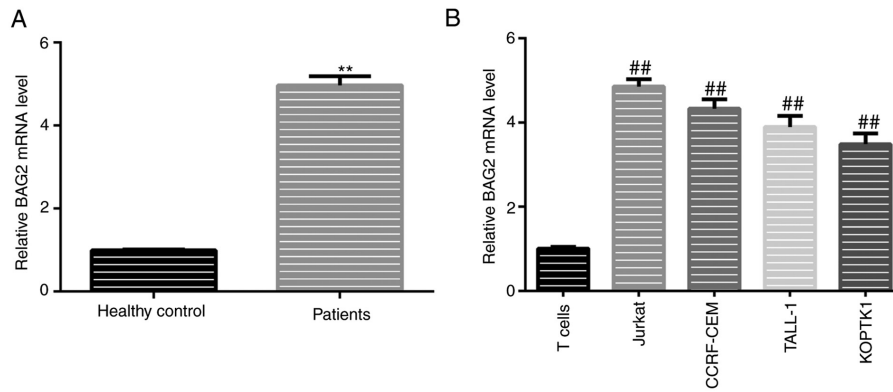 A
Relative BAG2 mRNA level
6
4
2
0
**
Healthy control
Patients
B
Relative BAG2 mRNA level
6
4
2
0
##
##
##
##
T cells
Jurkat
CCRF-CEM
TALL-1
KOPTK1